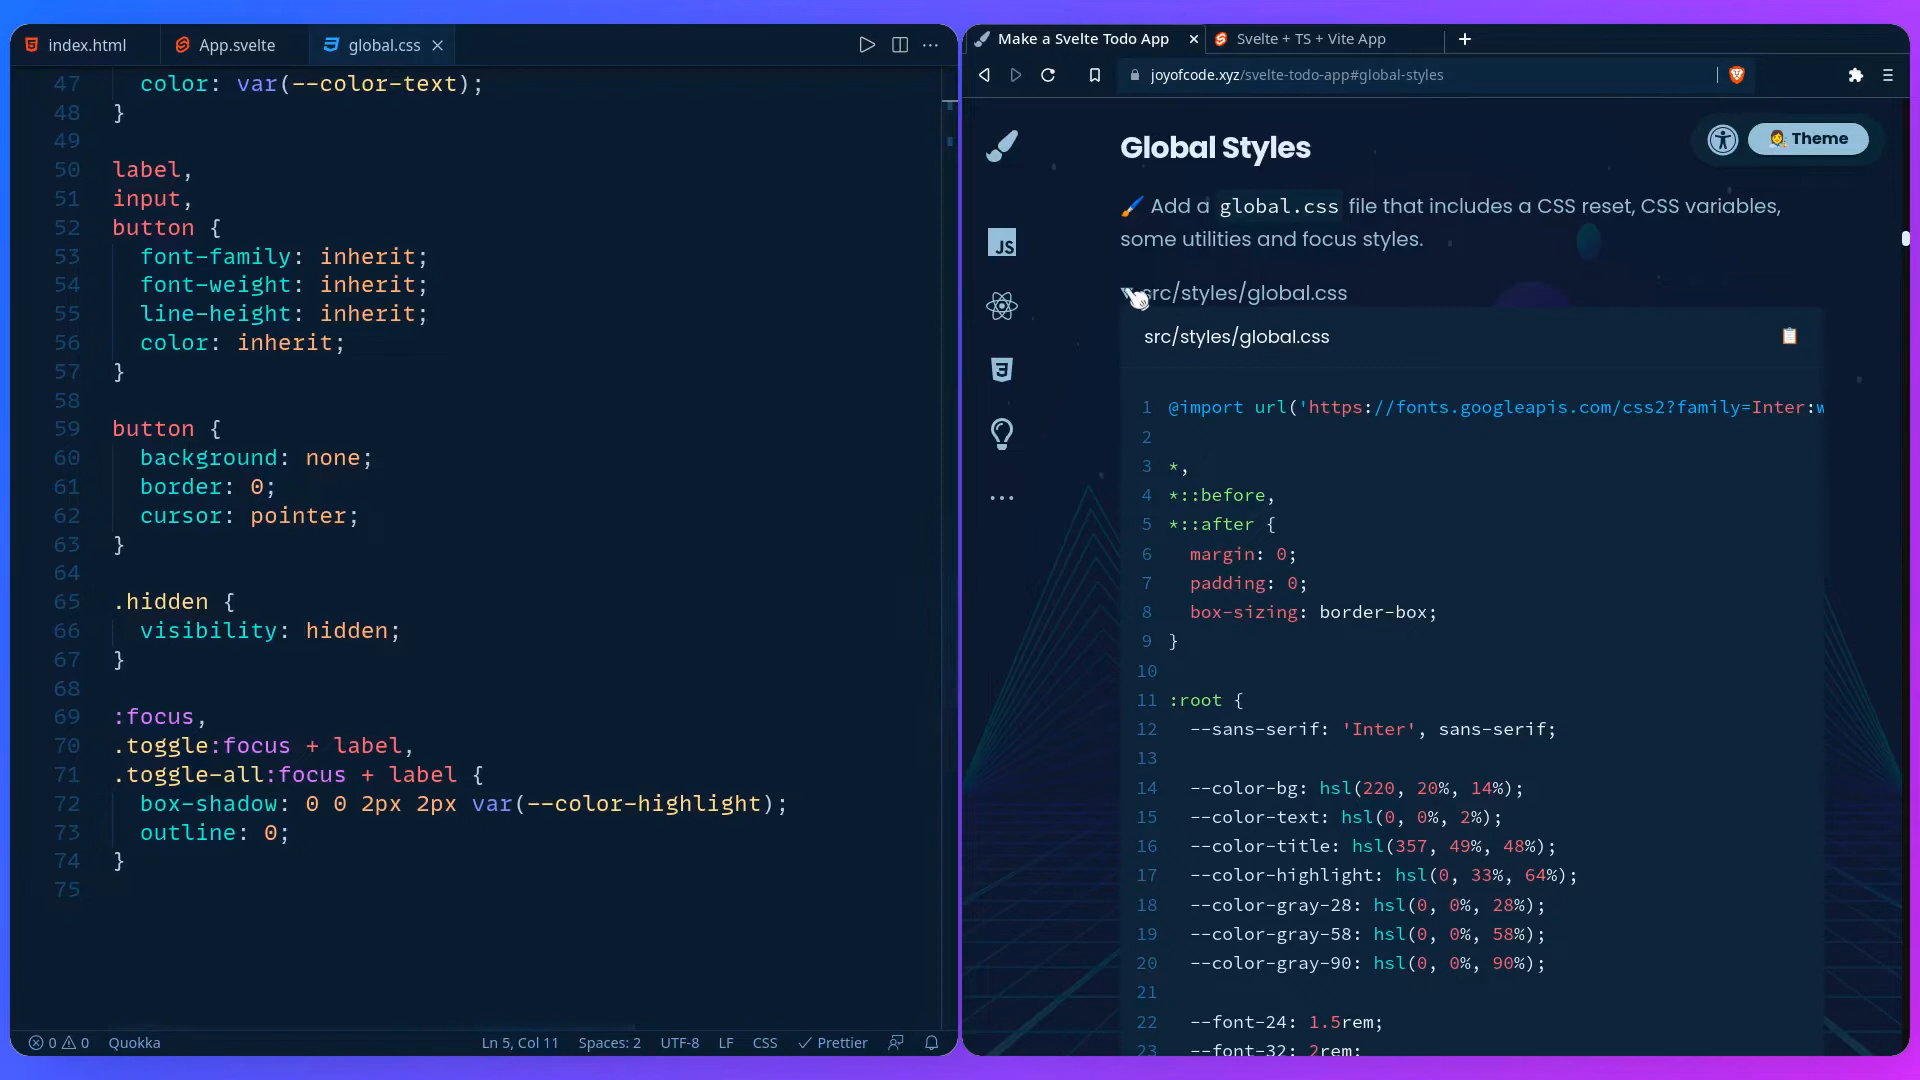 index.html
App.svelte
global.css
47 color: var(--color-text);
48 }
49
50 label,
51 input,
52 button {
53 font-family: inherit;
54 font-weight: inherit;
55 line-height: inherit;
56 color: inherit;
57 }
58
59 button {
60 background: none;
61 border: 0;
62 cursor: pointer;
63 }
64
65 .hidden {
66 visibility: hidden;
67 }
68
69 :focus,
70 .toggle:focus + label,
71 .toggle-all:focus + label {
72 box-shadow: 0 0 2px 2px var(--color-highlight);
73 outline: 0;
74 }
75
0 0 Quokka Ln 5, Col 11 Spaces: 2 UTF-8 LF CSS Prettier
Make a Svelte Todo App
Svelte + TS + Vite App
joyofcode.xyz/svelte-todo-app#global-styles
JS
Global Styles
Theme
Add a global.css file that includes a CSS reset, CSS variables,
some utilities and focus styles.
src/styles/global.css
src/styles/global.css
1 @import url('https://fonts.googleapis.com/css2?family=Inter:w
2
3 *,
4 *::before,
5 *::after {
6 margin: 0;
7 padding: 0;
8 box-sizing: border-box;
9 }
10
11 :root {
12 --sans-serif: 'Inter', sans-serif;
13
14 --color-bg: hsl(220, 20%, 14%);
15 --color-text: hsl(0, 0%, 2%);
16 --color-title: hsl(357, 49%, 48%);
17 --color-highlight: hsl(0, 33%, 64%);
18 --color-gray-28: hsl(0, 0%, 28%);
19 --color-gray-58: hsl(0, 0%, 58%);
20 --color-gray-90: hsl(0, 0%, 90%);
21
22 --font-24: 1.5rem;
23 --font-32: 2rem;